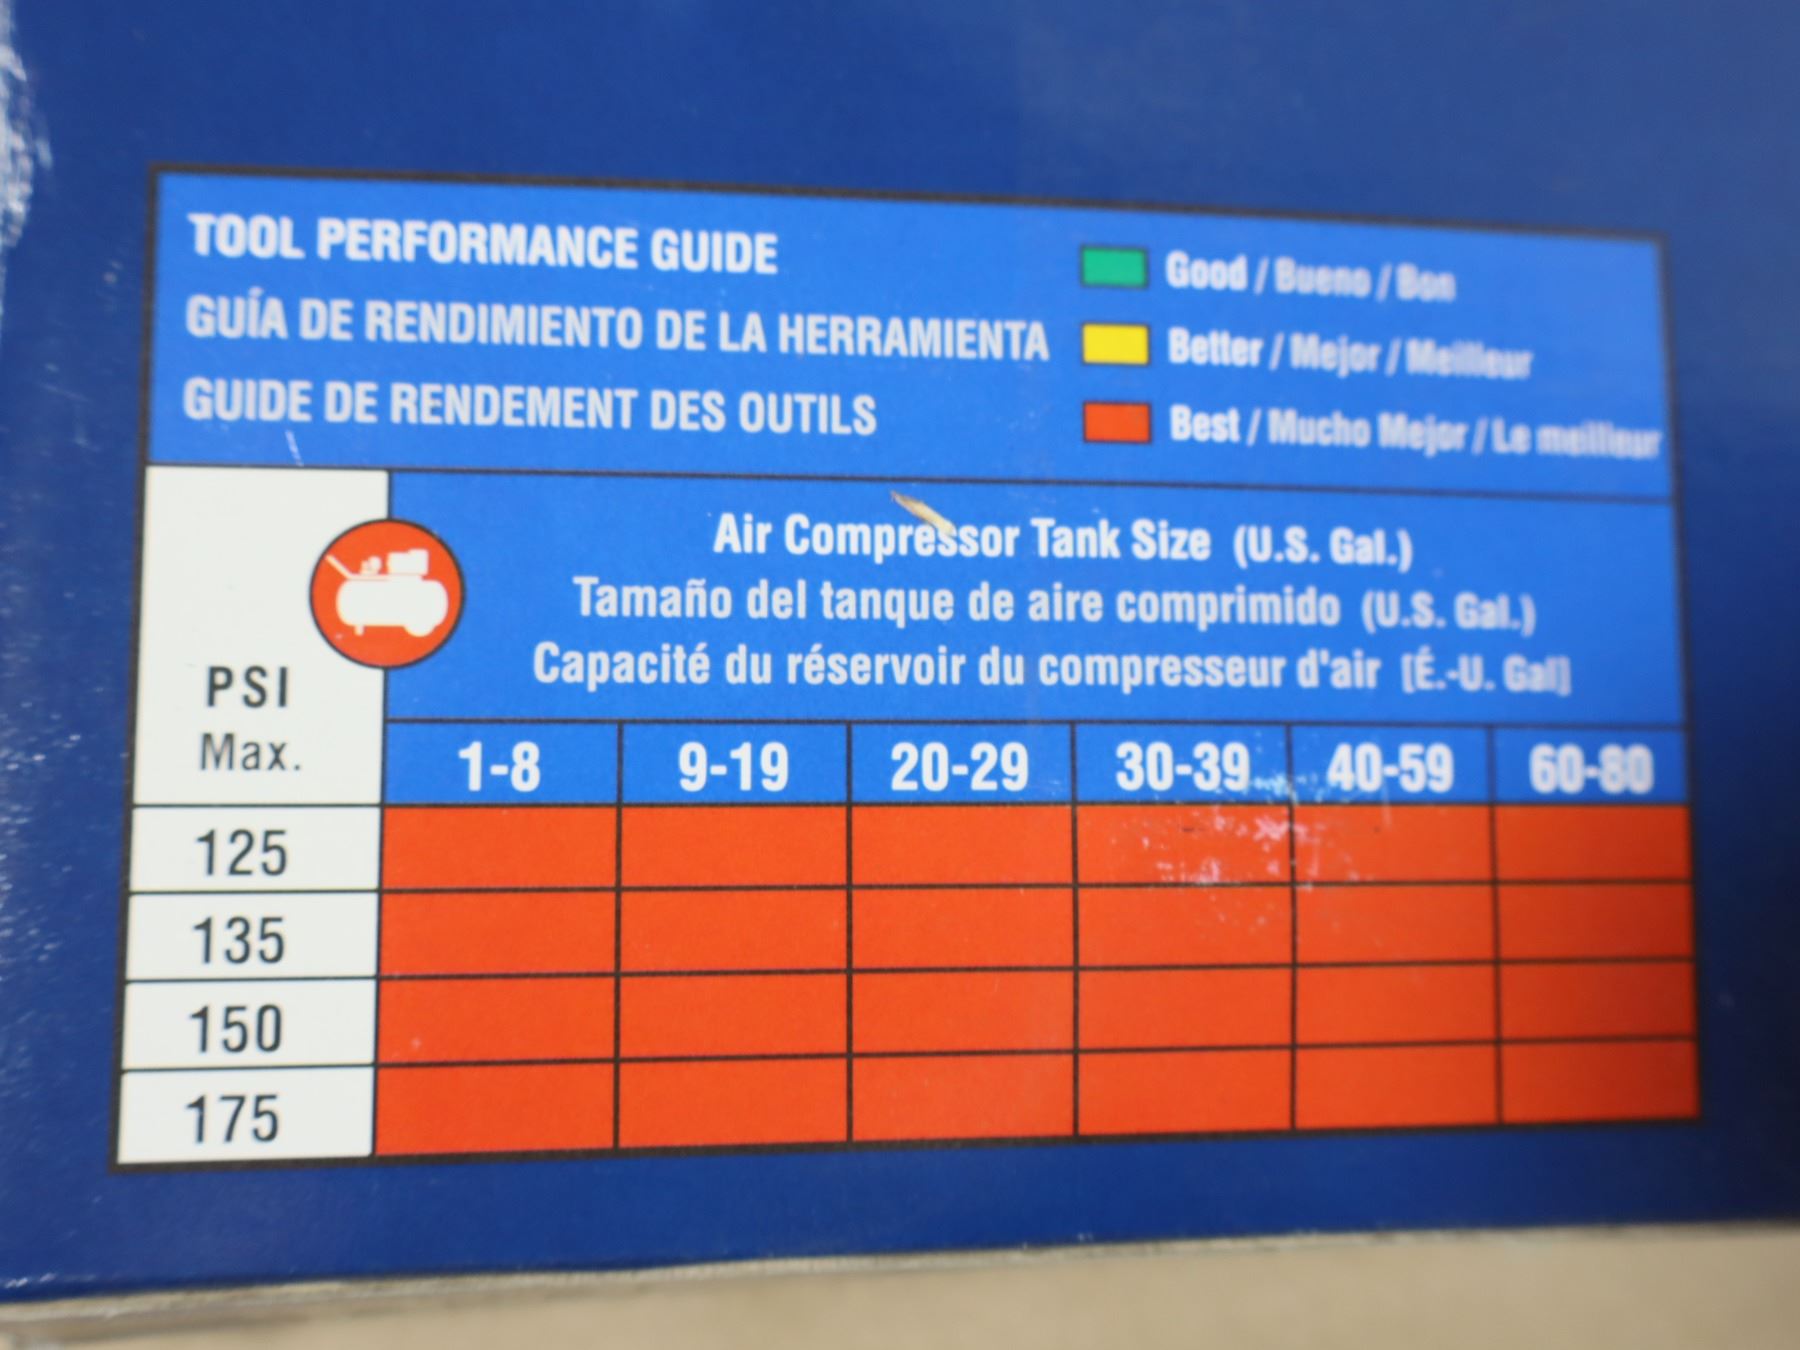 TOOL PERFORMANCE GUIDE
GUÍA DE RENDIMIENTO DE LA HERRAMIENTA
GUIDE DE RENDEMENT DES OUTILS
Good / Bueno / Bon
Better / Mejor / Meilleur
Best / Mucho Mejor / Le meilleur
Air Compressor Tank Size (U.S. Gal.)
Tamaño del tanque de aire comprimido (U.S. Gal.)
Capacité du réservoir du compresseur d'air [É.-U. Gal]
PSI
Max.
1-8 9-19 20-29 30-39 40-59 60-80
125
135
150
175